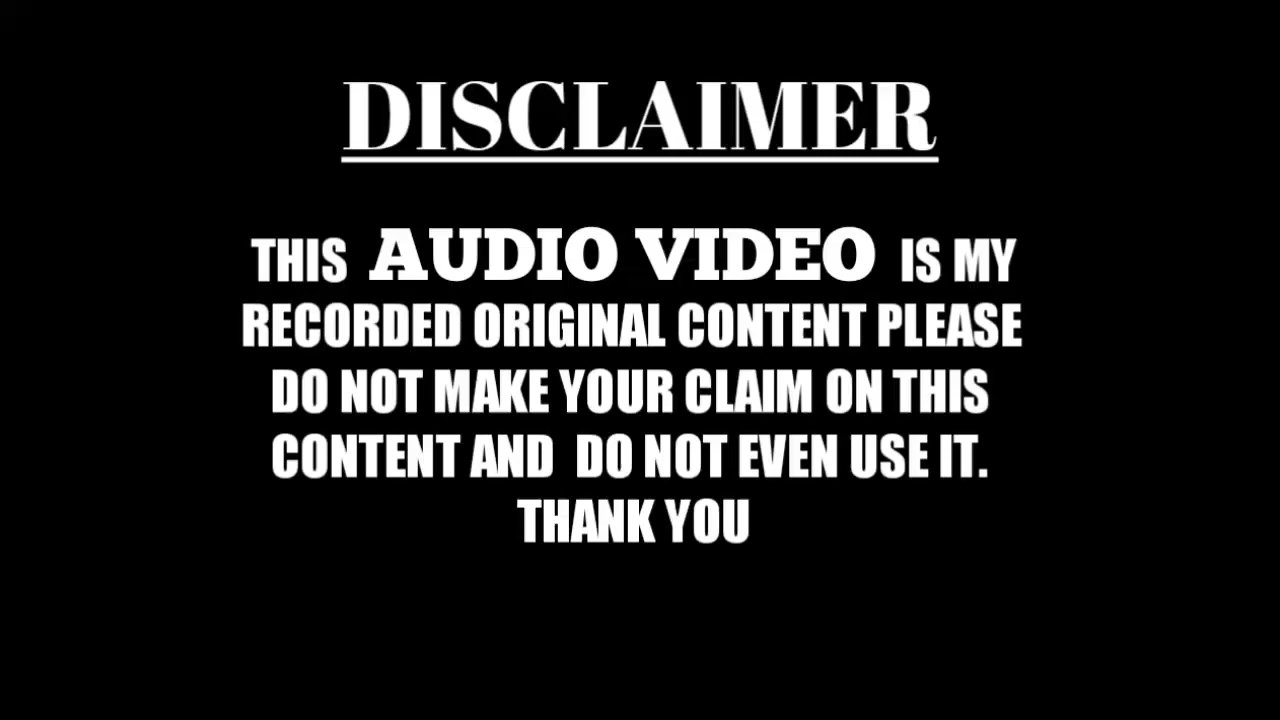 DISCLAIMER
THIS AUDIO VIDEO IS MY
RECORDED ORIGINAL CONTENT PLEASE
DO NOT MAKE YOUR CLAIM ON THIS
CONTENT AND DO NOT EVEN USE IT.
THANK YOU